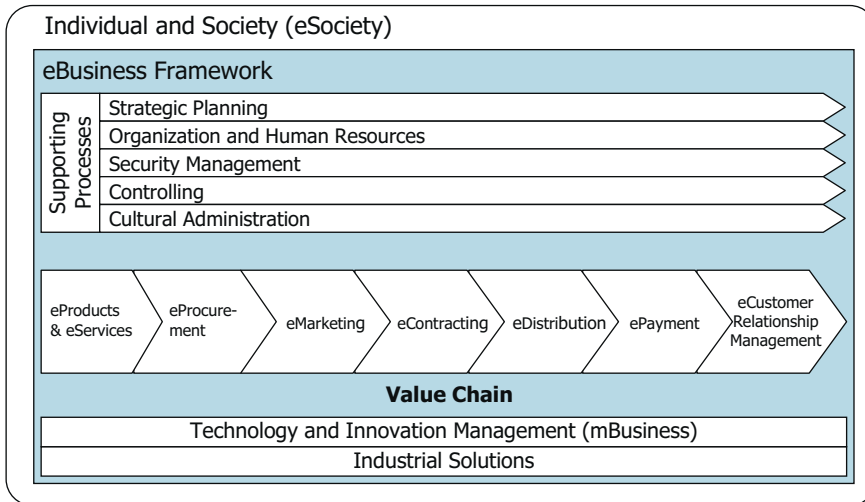 Individual and Society (eSociety)
eBusiness Framework
Supporting
Processes
Strategic Planning
Organization and Human Resources
Security Management
Controlling
Cultural Administration
eProducts
& eServices
eProcure-
ment
eMarketing
eContracting
eDistribution
ePayment
eCustomer
Relationship
Management
Value Chain
Technology and Innovation Management (mBusiness)
Industrial Solutions